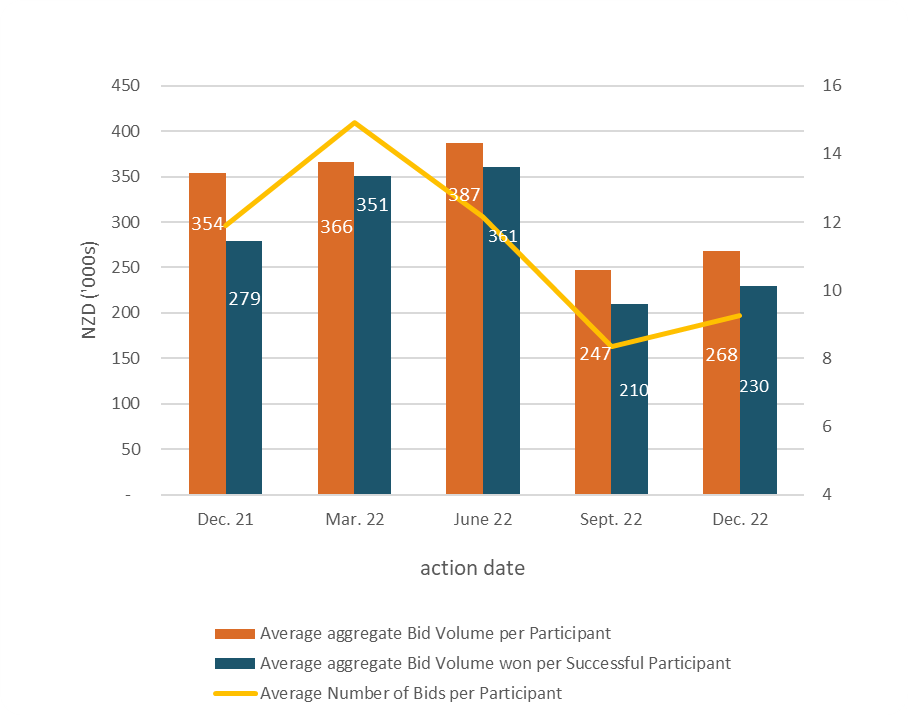 450
400
350
300
250
200
150
100
50
-
NZD ('000s)
16
14
12
10
8
6
4
354
279
366
351
387
361
247
210
268
230
Dec. 21
Mar. 22
June 22
Sept. 22
Dec. 22
action date
Average aggregate Bid Volume per Participant
Average aggregate Bid Volume won per Successful Participant
Average Number of Bids per Participant